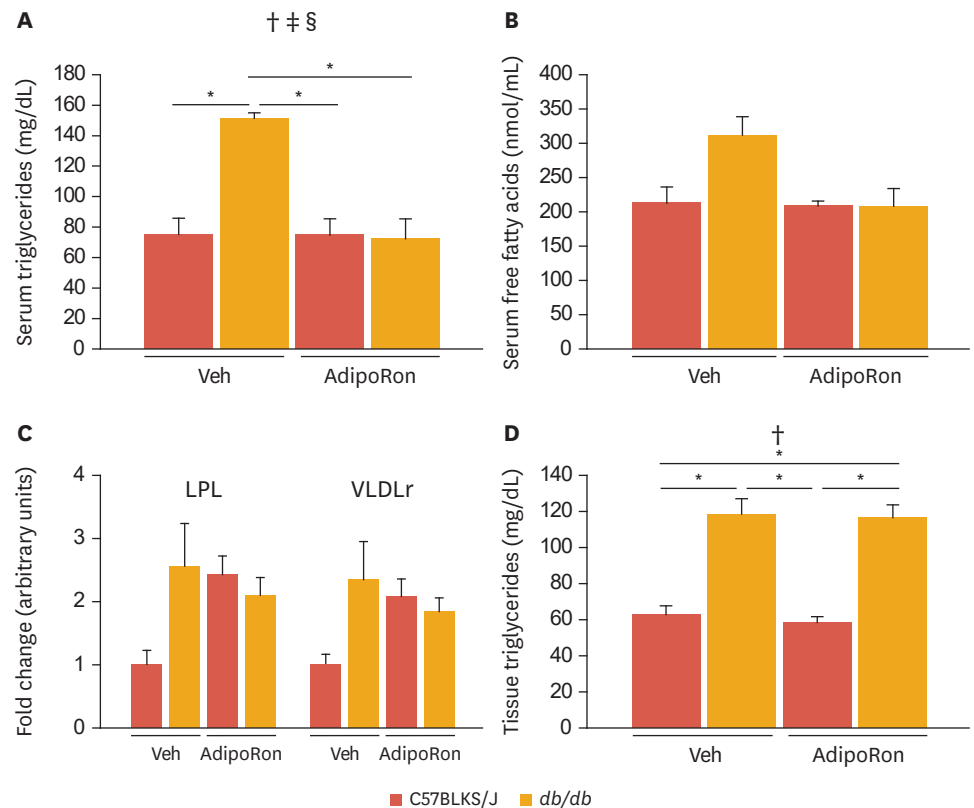 A
† ‡ §
Serum triglycerides (mg/dL)
180
160
140
120
100
80
60
40
20
0
*
*
*
Veh
AdipoRon
B
Serum free fatty acids (nmol/mL)
400
350
300
250
200
150
100
50
0
Veh
AdipoRon
C
Fold change (arbitrary units)
4
3
2
1
0
LPL
VLDLr
Veh
AdipoRon
Veh
AdipoRon
D
†
Tissue triglycerides (mg/dL)
140
120
100
80
60
40
20
0
*
*
*
*
Veh
AdipoRon
C57BLKS/J
db/db